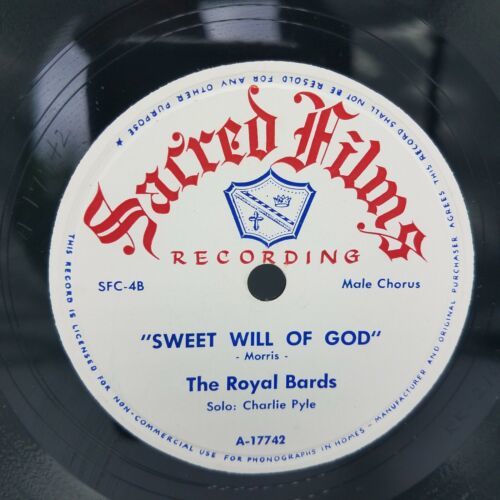 Sacred Films
RECORDING
SFC-4B
Male Chorus
"SWEET WILL OF GOD"
- Morris -
The Royal Bards
Solo: Charlie Pyle
A-17742
THIS RECORD IS LICENSED FOR NON-COMMERCIAL USE FOR PHONOGRAPHS IN HOMES - MANUFACTURER AND ORIGINAL PURCHASER AGREES THIS RECORD SHALL NOT BE RESOLD FOR ANY OTHER PURPOSE ★